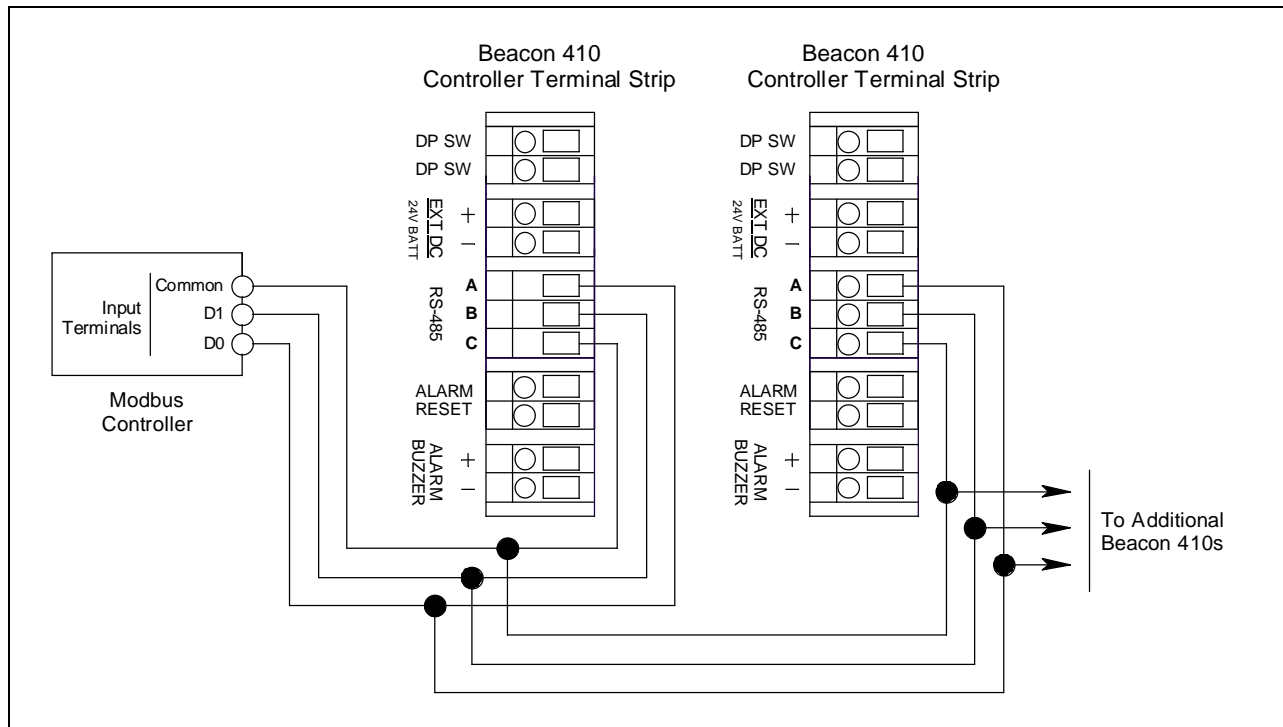 Beacon 410
Controller Terminal Strip
DP SW
DP SW
EXT DC
24V BATT
+
−
RS-485
A
B
C
ALARM
RESET
ALARM
BUZZER
+
−
Beacon 410
Controller Terminal Strip
DP SW
DP SW
EXT DC
24V BATT
+
−
RS-485
A
B
C
ALARM
RESET
ALARM
BUZZER
+
−
Input
Terminals
Common
D1
D0
Modbus
Controller
To Additional
Beacon 410s